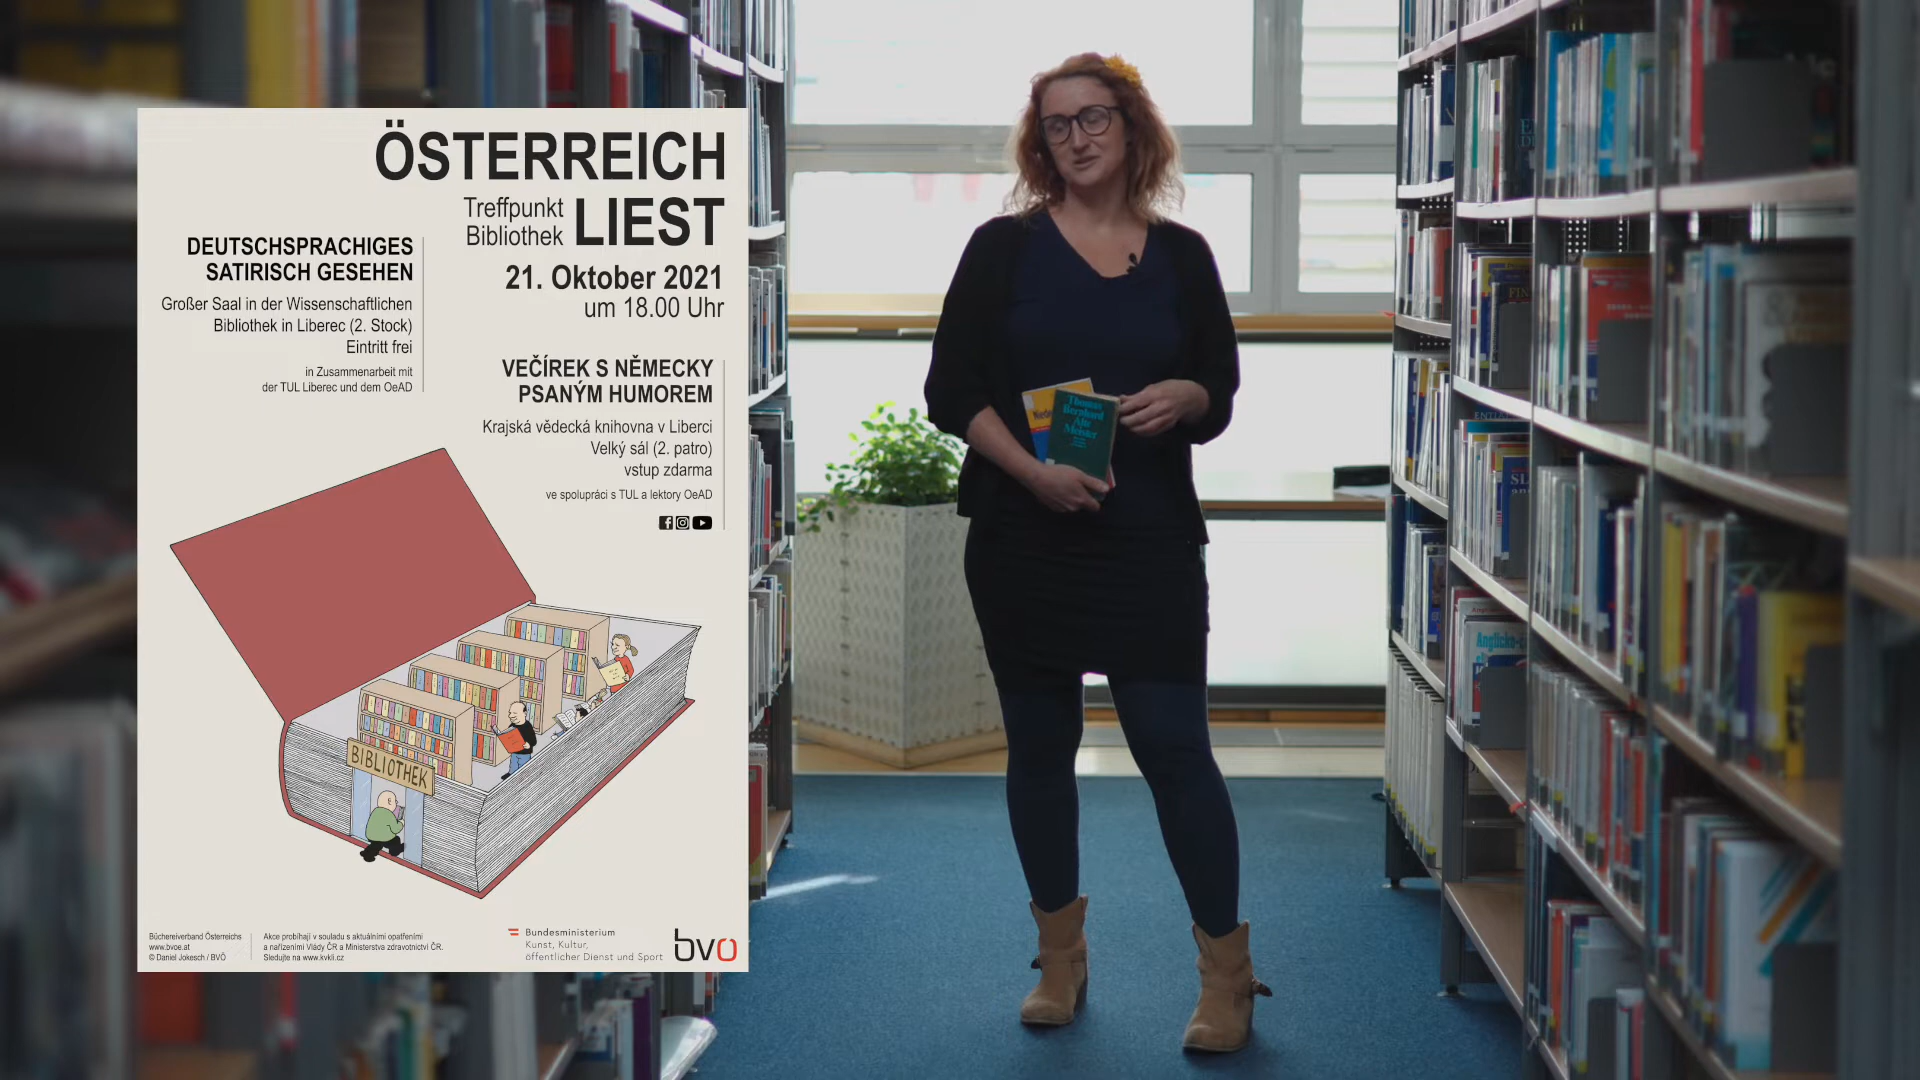 ÖSTERREICH
Treffpunkt
Bibliothek
LIEST
21. Oktober 2021
um 18.00 Uhr
DEUTSCHSPRACHIGES
SATIRISCH GESEHEN
Großer Saal in der Wissenschaftlichen
Bibliothek in Liberec (2. Stock)
Eintritt frei
in Zusammenarbeit mit
der TUL Liberec und dem OeAD
VEČÍREK S NĚMECKY
PSANÝM HUMOREM
Krajská vědecká knihovna v Liberci
Velký sál (2. patro)
vstup zdarma
ve spolupráci s TUL a lektory OeAD
BIBLIOTHEK
Büchereiverband Österreichs
www.bvoe.at
© Daniel Jokesch / BVÖ
Akce probíhají v souladu s aktuálními opatřeními
a nařízeními Vlády ČR a Ministerstva zdravotnictví ČR.
Sledujte na www.kvkli.cz
Bundesministerium
Kunst, Kultur,
öffentlicher Dienst und Sport
bvö
Thomas
Bernhard
Alte
Meister